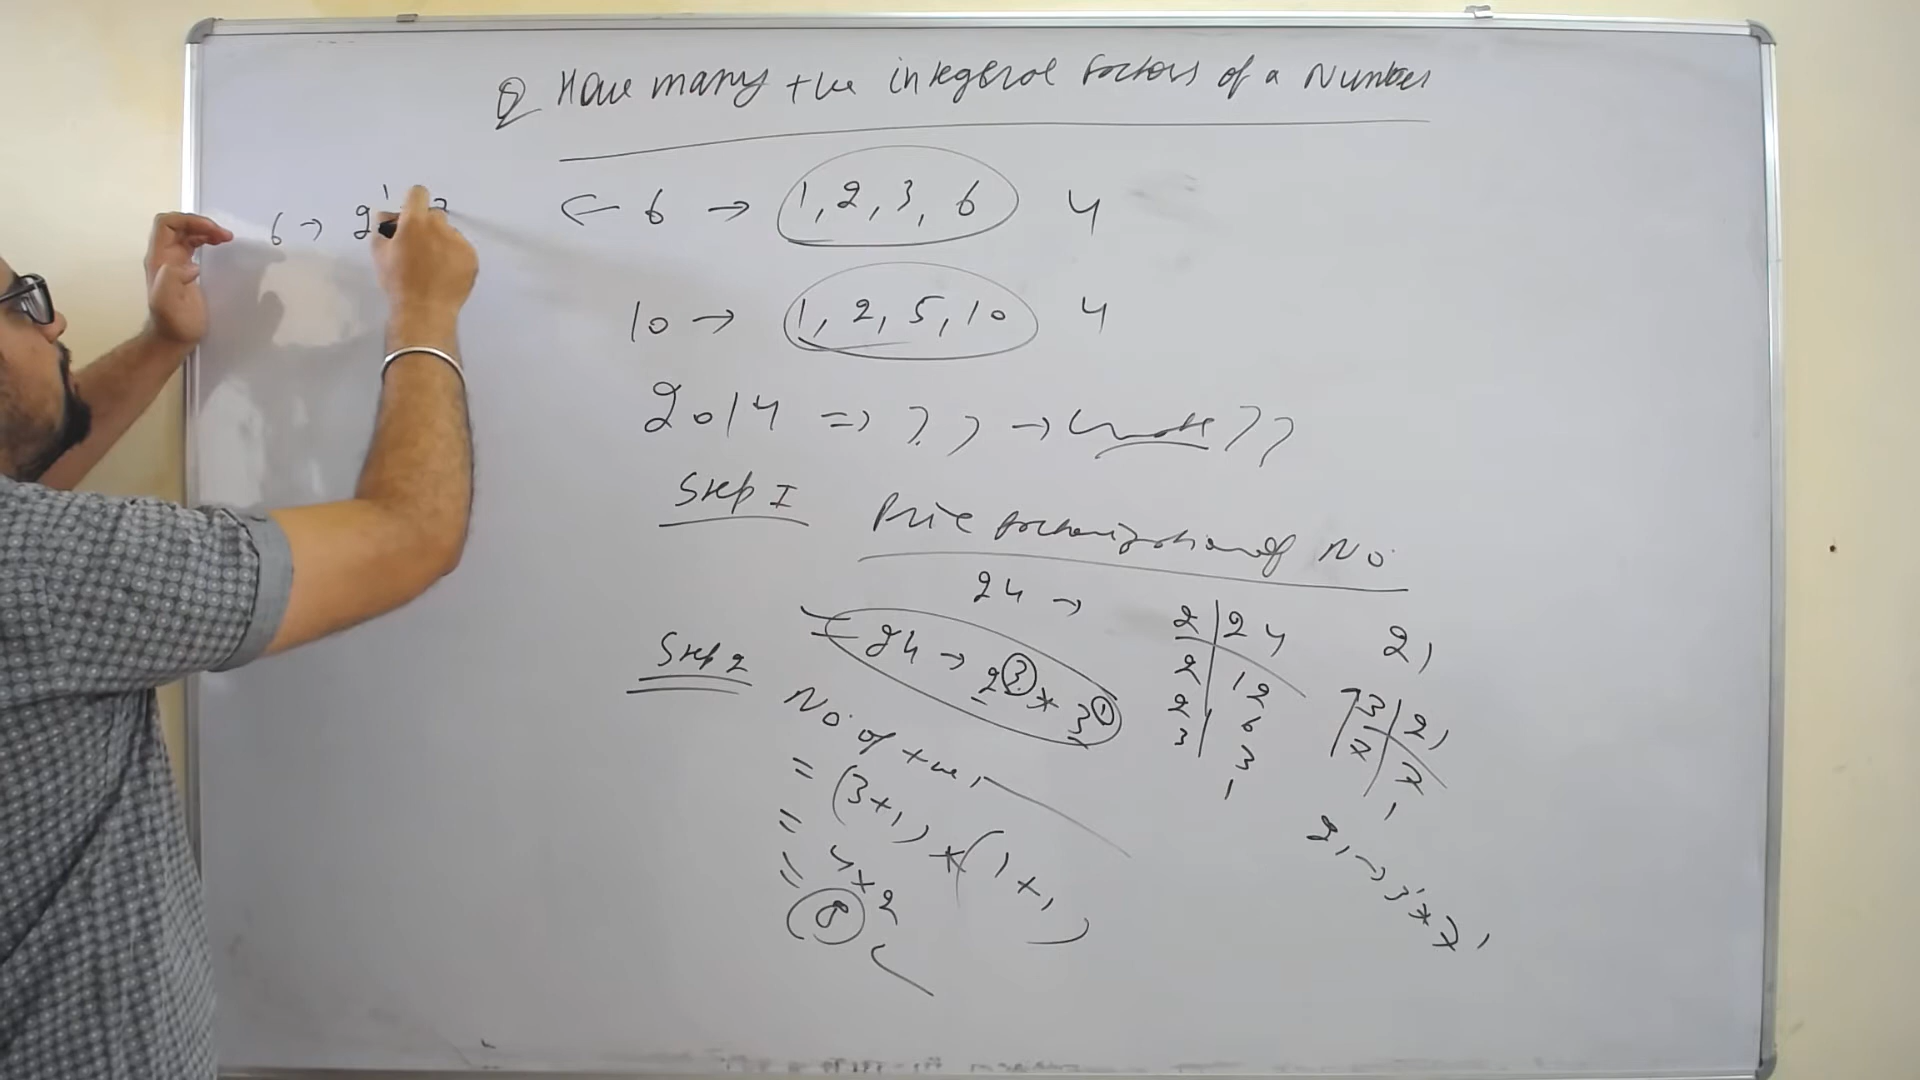 Q How many +ve integral factors of a Number
6 → 2¹
← 6 → 1, 2, 3, 6 4
10 → 1, 2, 5, 10 4
2014 => ? ? → ??
Step I Prime factorization of No.
24 →
2 | 24
2 | 12
2 | 6
3 | 3
1
21
3 | 21
7 | 7
1
21 → 3¹ * 7¹
Step 2
24 → 2³ * 3¹
No. of +ve
= (3+1) * (1+1)
= 4×2
= 8